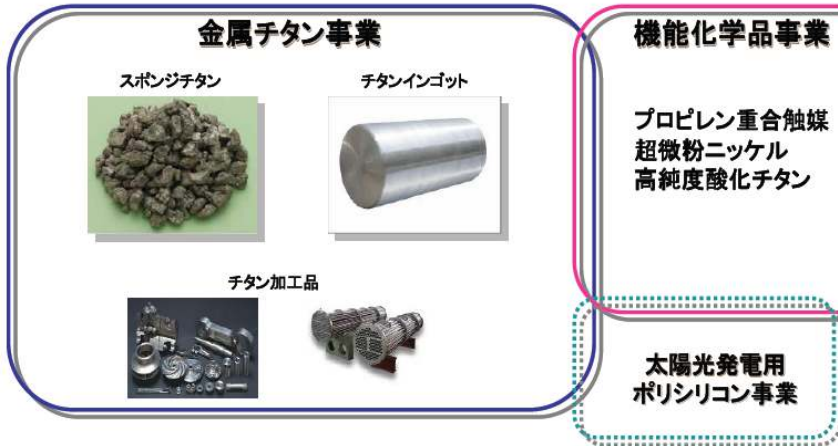 金属チタン事業
スポンジチタン
チタンインゴット
チタン加工品
機能化学品事業
プロピレン重合触媒
超微粉ニッケル
高純度酸化チタン
太陽光発電用
ポリシリコン事業